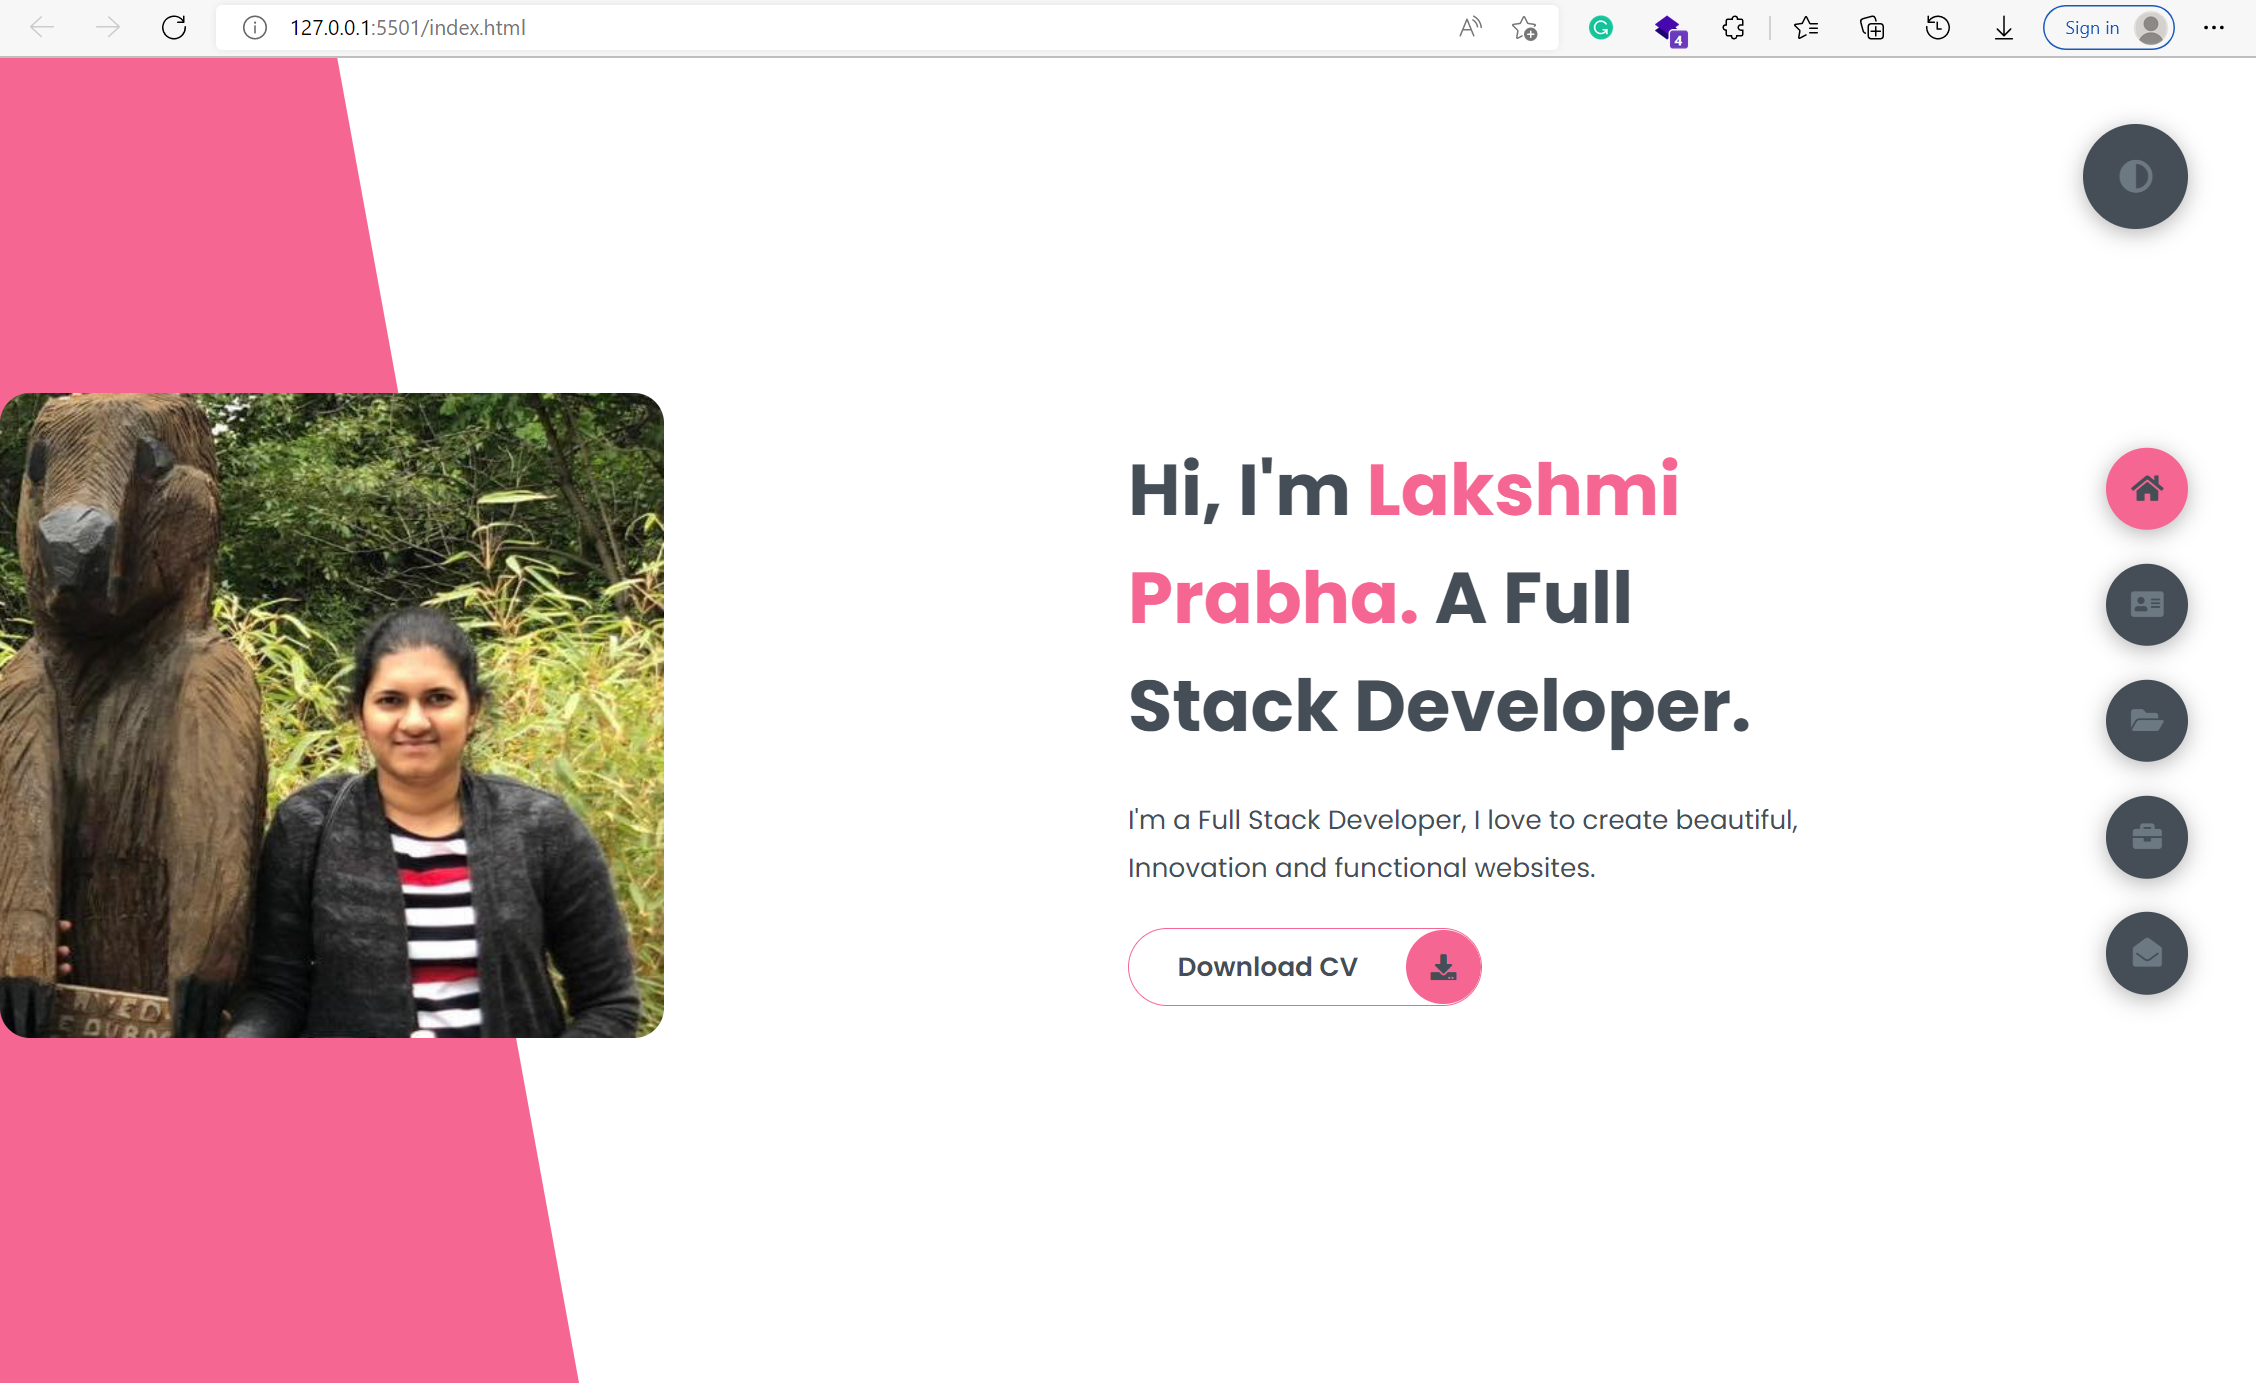 127.0.0.1:5501/index.html
4
Sign in
Hi, I'm Lakshmi
Prabha. A Full
Stack Developer.
I'm a Full Stack Developer, I love to create beautiful,
Innovation and functional websites.
Download CV